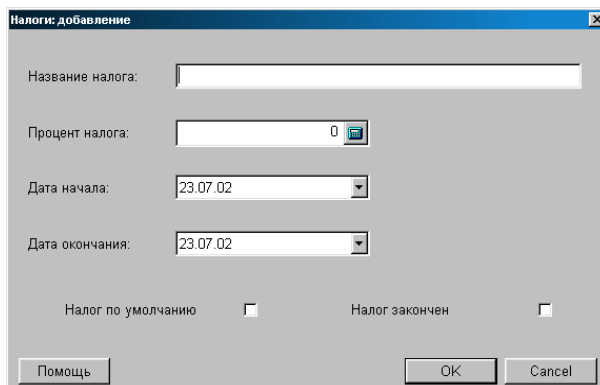 Налоги: добавление
Название налога:
Процент налога: 0
Дата начала: 23.07.02
Дата окончания: 23.07.02
Налог по умолчанию Налог закончен
Помощь OK Cancel